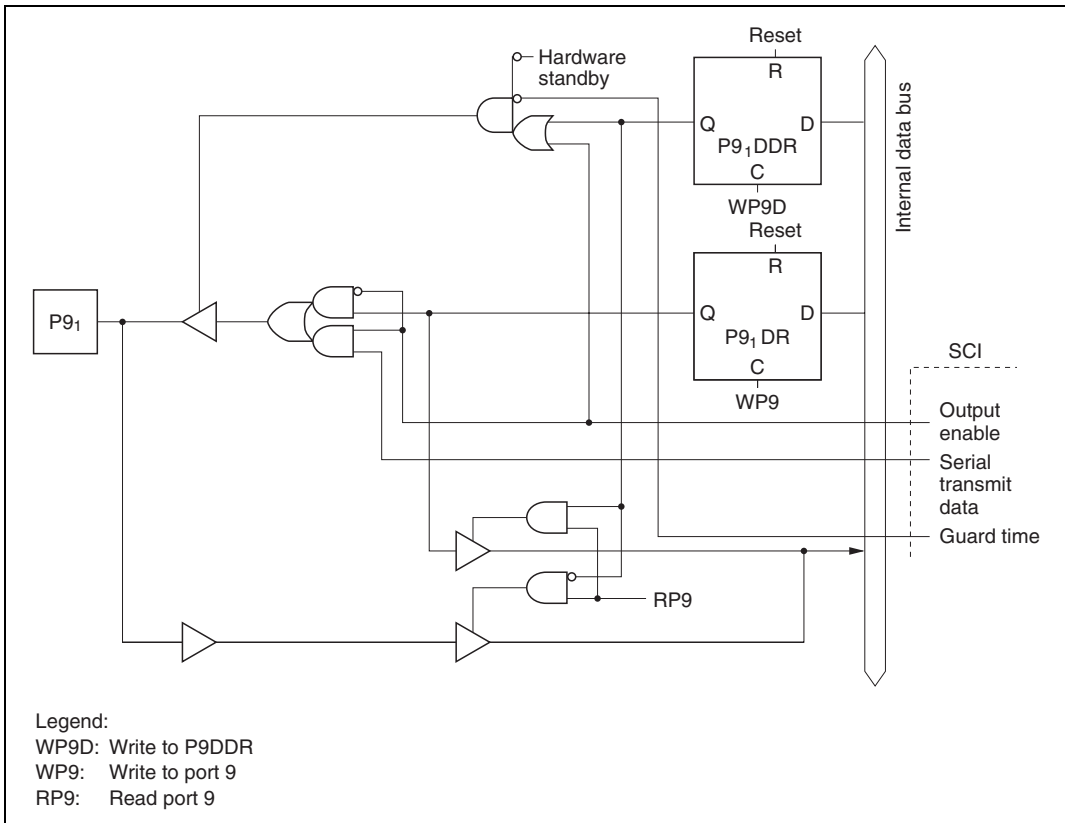 Reset
Hardware
standby
R
Q
D
P9₁DDR
C
WP9D
Internal data bus
Reset
R
P9₁
Q
D
P9₁ DR
C
WP9
SCI
Output
enable
Serial
transmit
data
Guard time
RP9
Legend:
WP9D: Write to P9DDR
WP9: Write to port 9
RP9: Read port 9